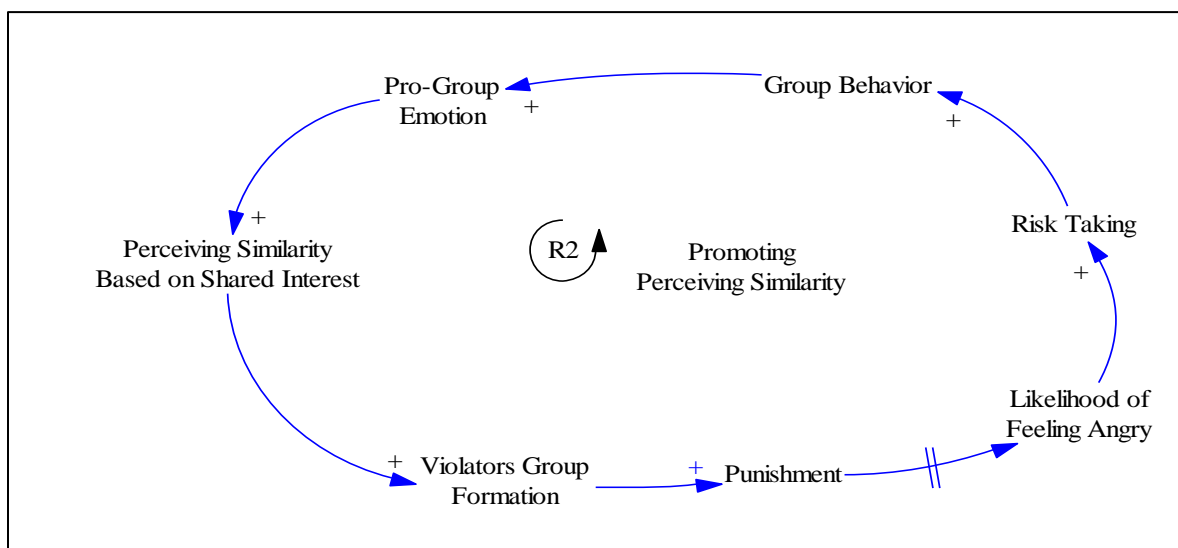 Pro-Group
Emotion
+
Group Behavior
+
Risk Taking
+
+
Perceiving Similarity
Based on Shared Interest
R2
Promoting
Perceiving Similarity
Likelihood of
Feeling Angry
+
Violators Group
Formation
+
Punishment